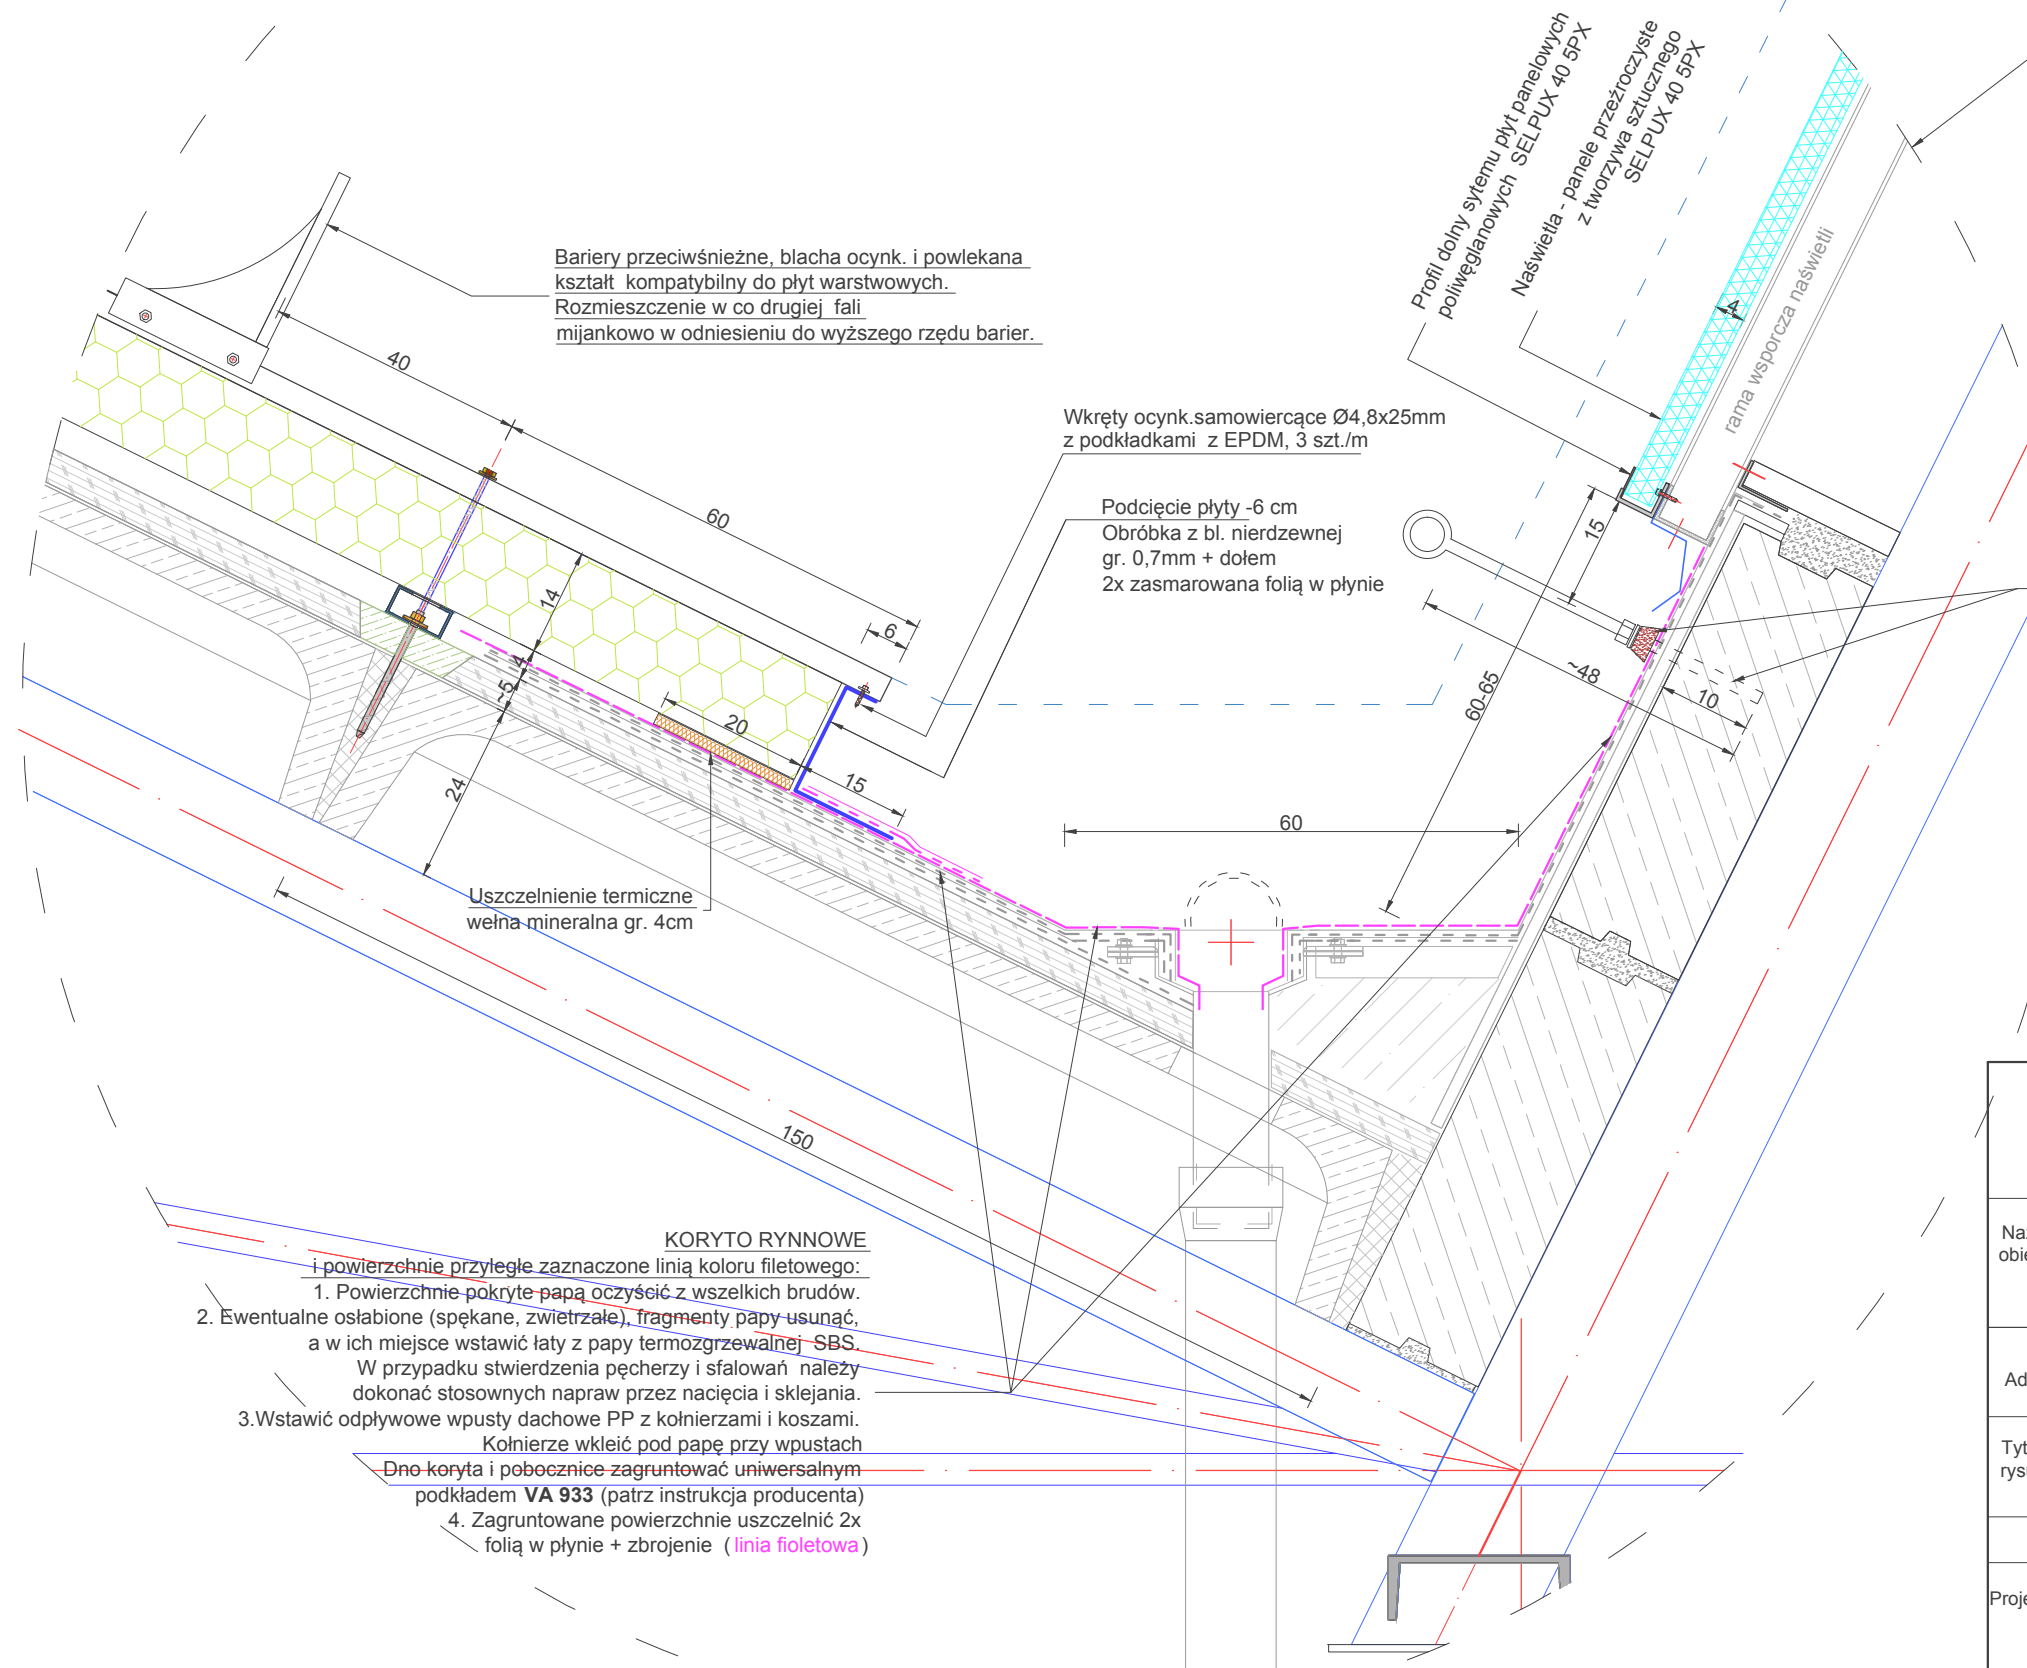 Profil dolny sytemu płyt panelowych
poliwęglanowych SELPUX 40 5PX
Naświetla - panele przeźroczyste
z tworzywa sztucznego
SELPUX 40 5PX
rama wsporcza naświetli
4
Bariery przeciwśnieżne, blacha ocynk. i powlekana
kształt kompatybilny do płyt warstwowych.
Rozmieszczenie w co drugiej fali
mijankowo w odniesieniu do wyższego rzędu barier.
40
60
Wkręty ocynk.samowiercące Ø4,8x25mm
z podkładkami z EPDM, 3 szt./m
Podcięcie płyty -6 cm
Obróbka z bl. nierdzewnej
gr. 0,7mm + dołem
2x zasmarowana folią w płynie
15
14
6
4
~5
24
20
15
~48
10
60-65
60
Uszczelnienie termiczne
wełna mineralna gr. 4cm
150
KORYTO RYNNOWE
i powierzchnie przyległe zaznaczone linią koloru filetowego:
1. Powierzchnie pokryte papą oczyścić z wszelkich brudów.
2. Ewentualne osłabione (spękane, zwietrzałe), fragmenty papy usunąć,
a w ich miejsce wstawić łaty z papy termozgrzewalnej SBS.
W przypadku stwierdzenia pęcherzy i sfalowań należy
dokonać stosownych napraw przez nacięcia i sklejania.
3.Wstawić odpływowe wpusty dachowe PP z kołnierzami i koszami.
Kołnierze wkleić pod papę przy wpustach
Dno koryta i pobocznice zagruntować uniwersalnym
podkładem VA 933 (patrz instrukcja producenta)
4. Zagruntowane powierzchnie uszczelnić 2x
folią w płynie + zbrojenie (linia fioletowa)
Na
obie
Ad
Tyt
rys
Proje